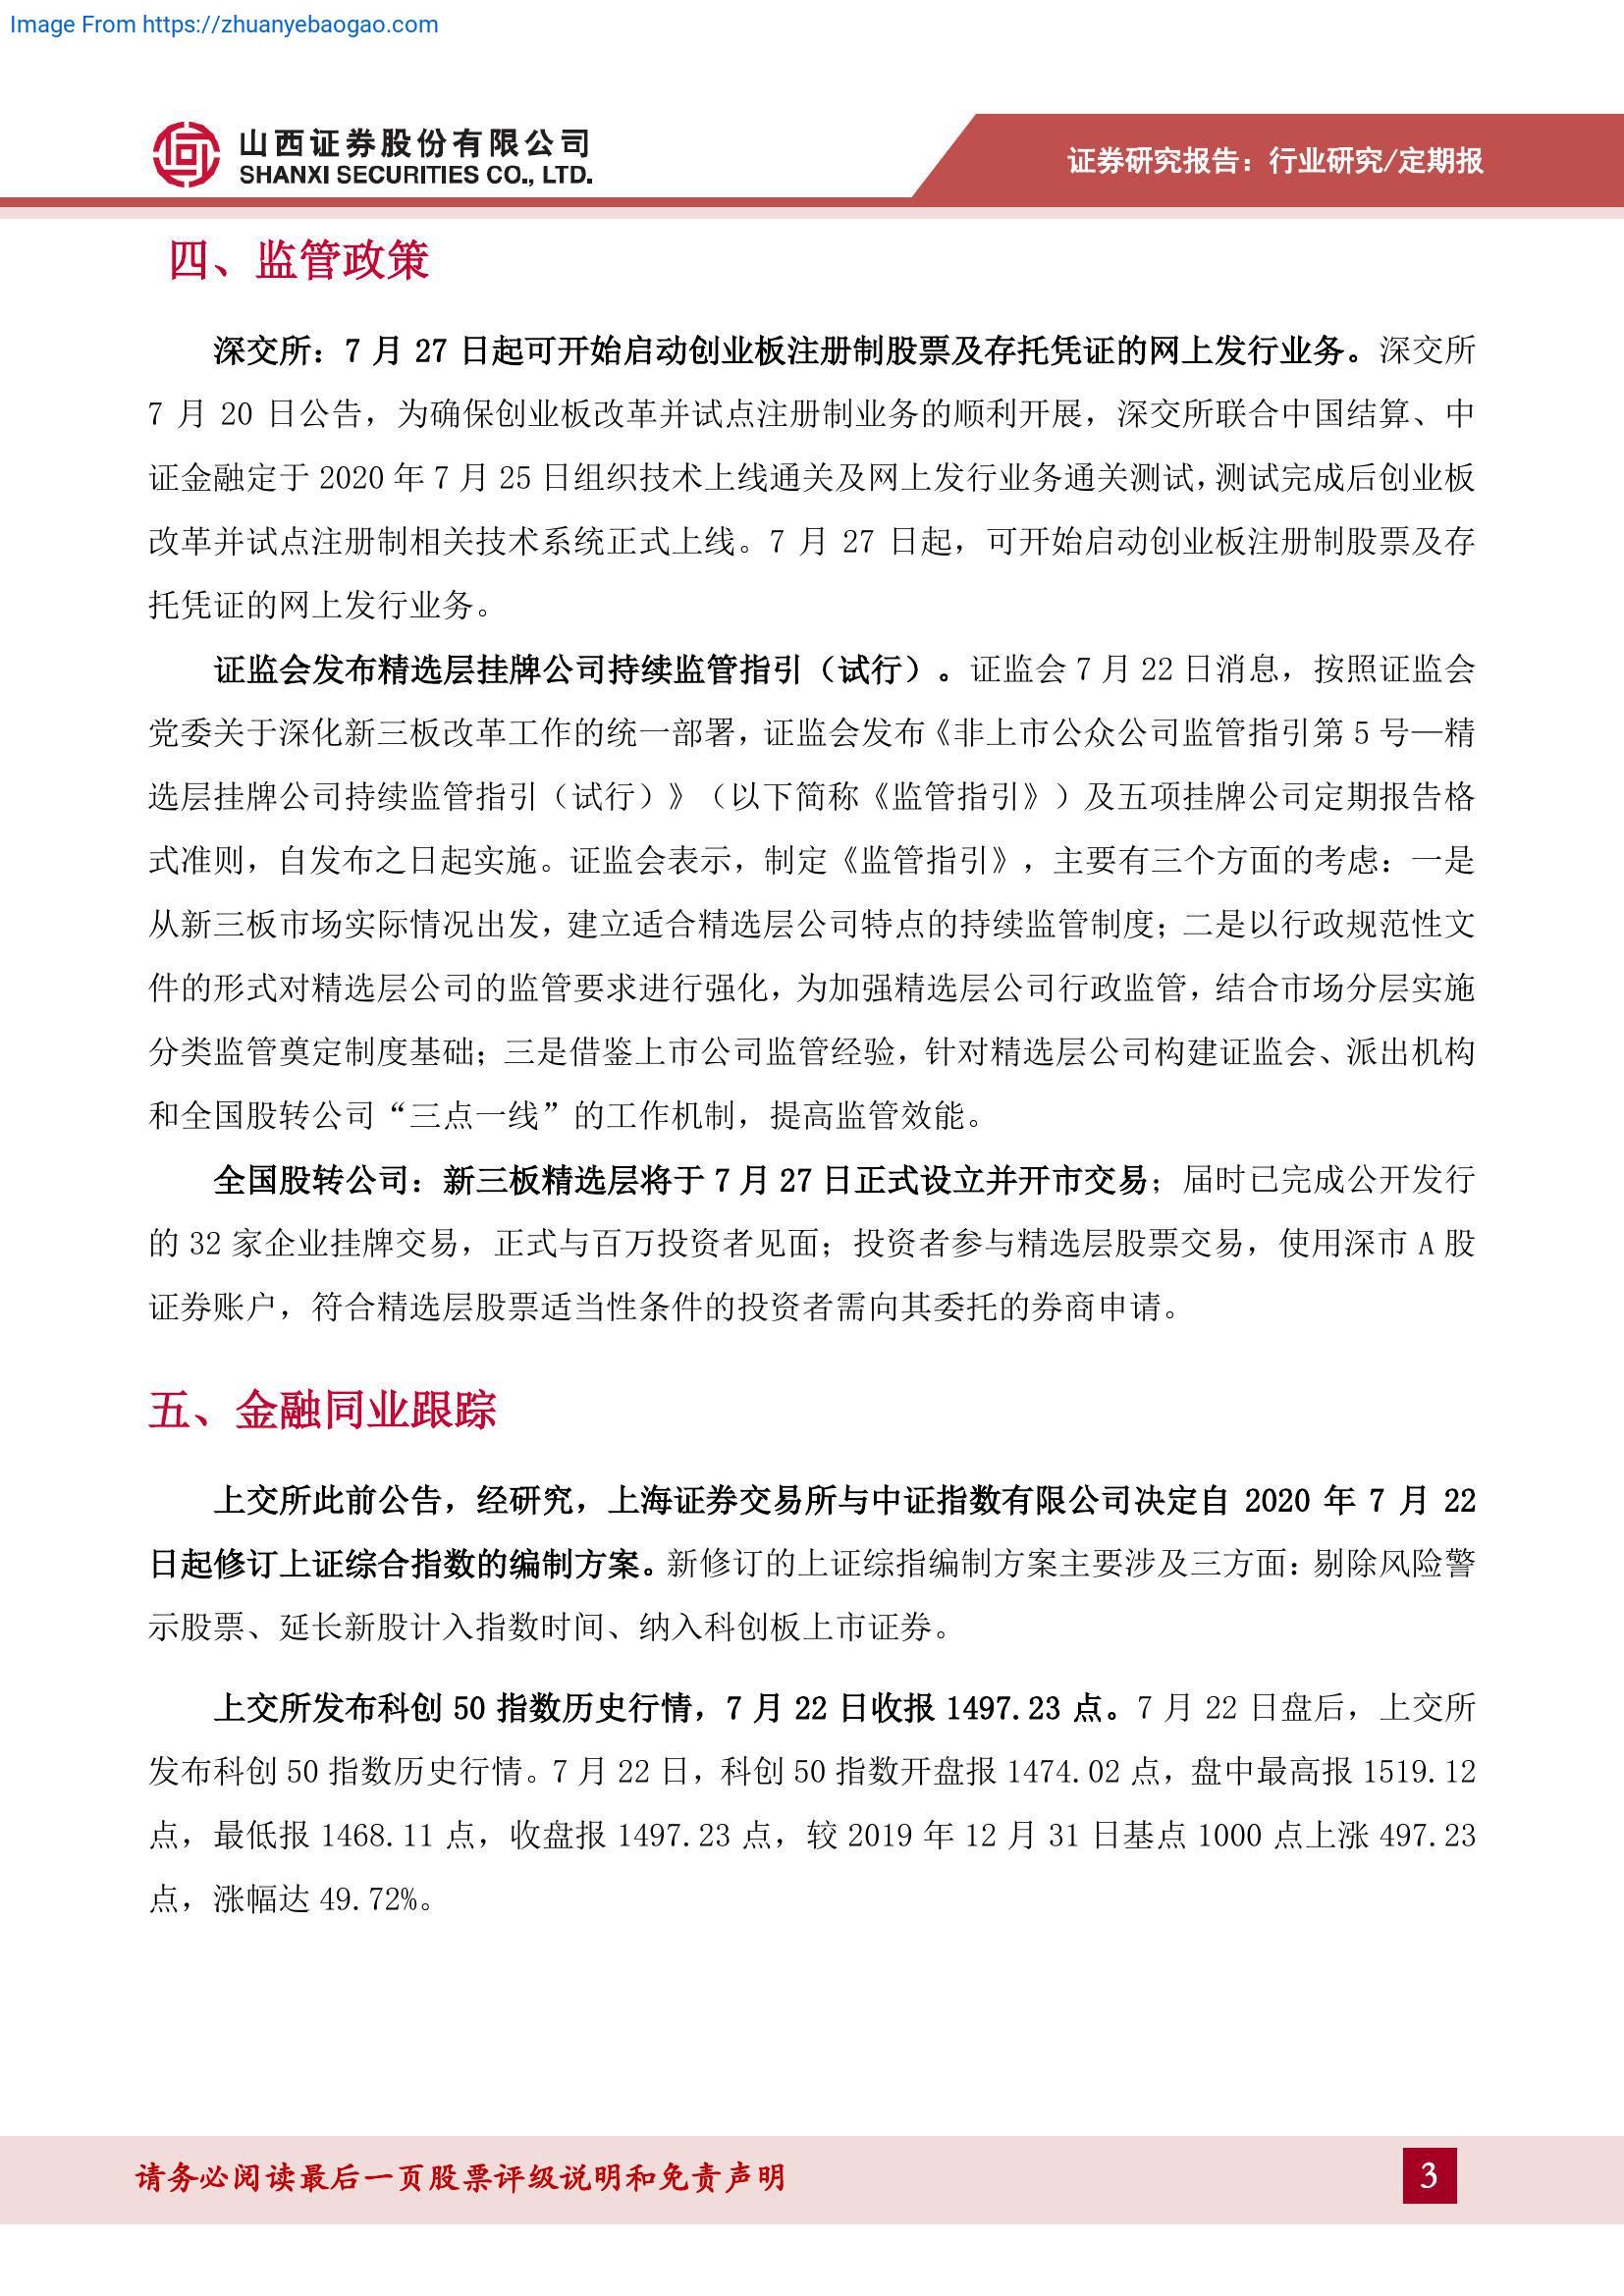 Image From https://zhuanyebaogao.com
山西证券股份有限公司
SHANXI SECURITIES CO., LTD.
证券研究报告：行业研究/定期报
四、监管政策
深交所：7 月 27 日起可开始启动创业板注册制股票及存托凭证的网上发行业务。深交所
7 月 20 日公告，为确保创业板改革并试点注册制业务的顺利开展，深交所联合中国结算、中
证金融定于 2020 年 7 月 25 日组织技术上线通关及网上发行业务通关测试，测试完成后创业板
改革并试点注册制相关技术系统正式上线。7 月 27 日起，可开始启动创业板注册制股票及存
托凭证的网上发行业务。
证监会发布精选层挂牌公司持续监管指引（试行）。证监会 7 月 22 日消息，按照证监会
党委关于深化新三板改革工作的统一部署，证监会发布《非上市公众公司监管指引第 5 号—精
选层挂牌公司持续监管指引（试行）》（以下简称《监管指引》）及五项挂牌公司定期报告格
式准则，自发布之日起实施。证监会表示，制定《监管指引》，主要有三个方面的考虑：一是
从新三板市场实际情况出发，建立适合精选层公司特点的持续监管制度；二是以行政规范性文
件的形式对精选层公司的监管要求进行强化，为加强精选层公司行政监管，结合市场分层实施
分类监管奠定制度基础；三是借鉴上市公司监管经验，针对精选层公司构建证监会、派出机构
和全国股转公司“三点一线”的工作机制，提高监管效能。
全国股转公司：新三板精选层将于 7 月 27 日正式设立并开市交易；届时已完成公开发行
的 32 家企业挂牌交易，正式与百万投资者见面；投资者参与精选层股票交易，使用深市 A 股
证券账户，符合精选层股票适当性条件的投资者需向其委托的券商申请。
五、金融同业跟踪
上交所此前公告，经研究，上海证券交易所与中证指数有限公司决定自 2020 年 7 月 22
日起修订上证综合指数的编制方案。新修订的上证综指编制方案主要涉及三方面：剔除风险警
示股票、延长新股计入指数时间、纳入科创板上市证券。
上交所发布科创 50 指数历史行情，7 月 22 日收报 1497.23 点。7 月 22 日盘后，上交所
发布科创 50 指数历史行情。7 月 22 日，科创 50 指数开盘报 1474.02 点，盘中最高报 1519.12
点，最低报 1468.11 点，收盘报 1497.23 点，较 2019 年 12 月 31 日基点 1000 点上涨 497.23
点，涨幅达 49.72%。
请务必阅读最后一页股票评级说明和免责声明
3